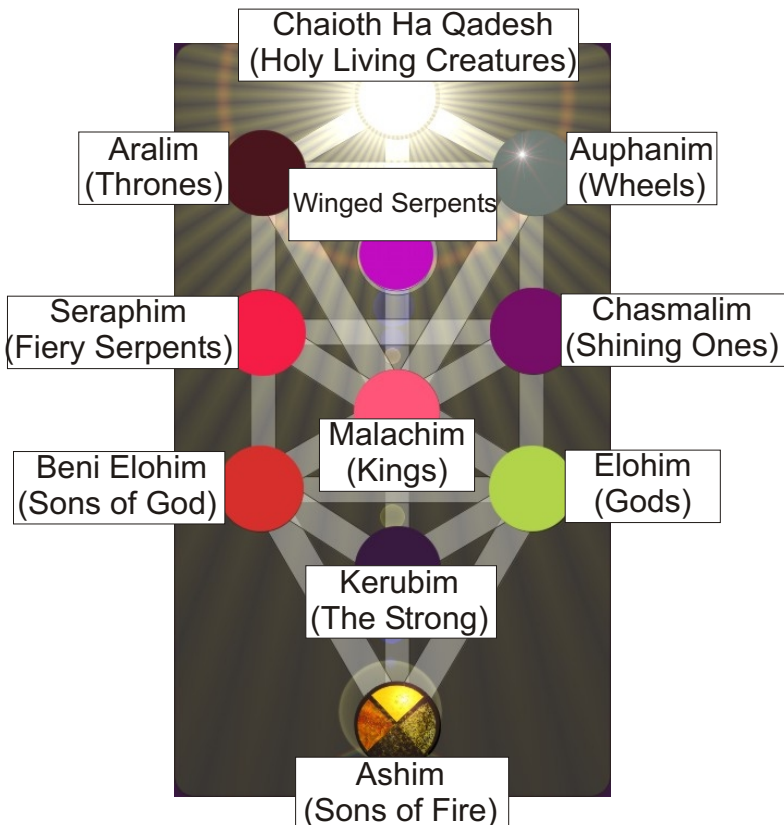 Chaioth Ha Qadesh
(Holy Living Creatures)
Aralim
(Thrones)
Auphanim
(Wheels)
Winged Serpents
Seraphim
(Fiery Serpents)
Chasmalim
(Shining Ones)
Malachim
(Kings)
Beni Elohim
(Sons of God)
Elohim
(Gods)
Kerubim
(The Strong)
Ashim
(Sons of Fire)